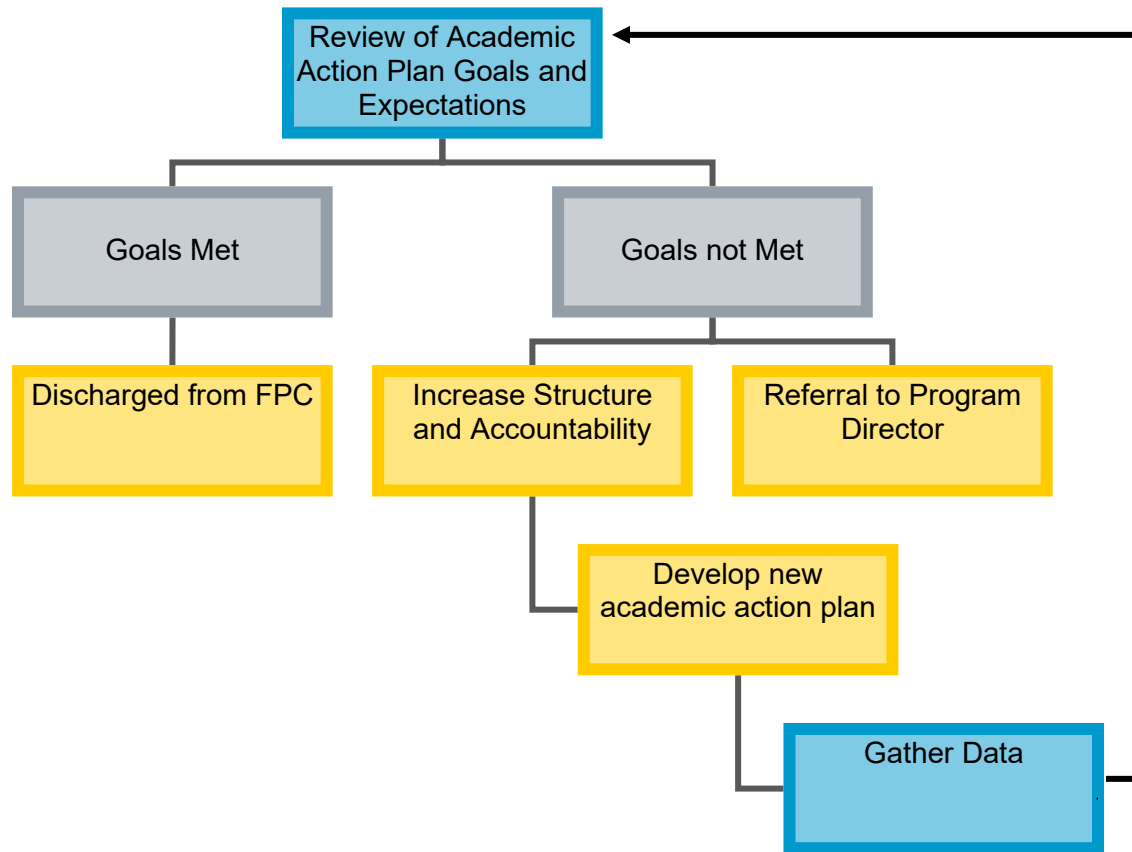 Review of Academic
Action Plan Goals and
Expectations
Goals Met
Goals not Met
Discharged from FPC
Increase Structure
and Accountability
Referral to Program
Director
Develop new
academic action plan
Gather Data